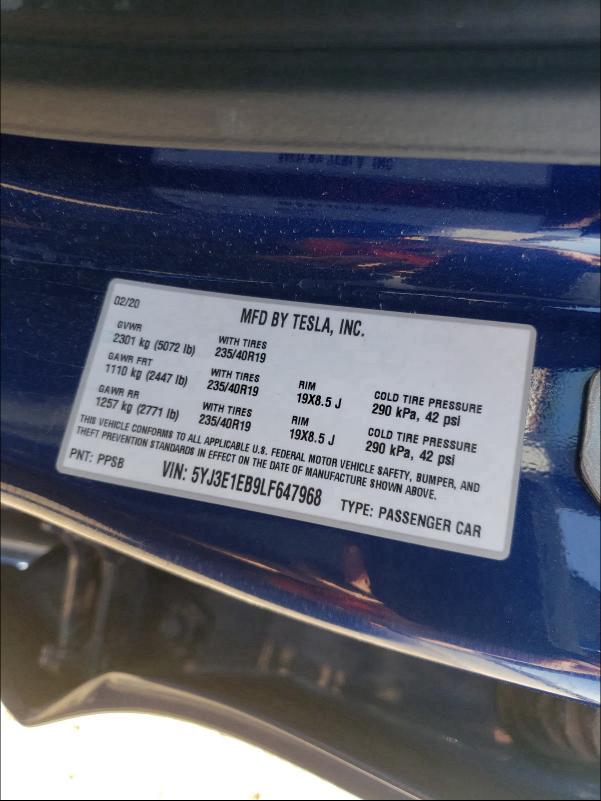 02/20
MFD BY TESLA, INC.
GVWR
2301 kg (5072 lb)
WITH TIRES
235/40R19
GAWR FRT
1110 kg (2447 lb)
WITH TIRES
235/40R19
RIM
19X8.5 J
COLD TIRE PRESSURE
290 kPa, 42 psi
GAWR RR
1257 kg (2771 lb)
WITH TIRES
235/40R19
RIM
19X8.5 J
COLD TIRE PRESSURE
290 kPa, 42 psi
THIS VEHICLE CONFORMS TO ALL APPLICABLE U.S. FEDERAL MOTOR VEHICLE SAFETY, BUMPER, AND
THEFT PREVENTION STANDARDS IN EFFECT ON THE DATE OF MANUFACTURE SHOWN ABOVE.
PNT: PPSB
VIN: 5YJ3E1EB9LF647968
TYPE: PASSENGER CAR